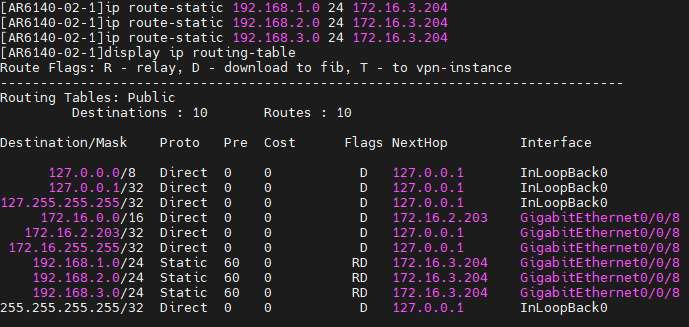 [AR6140-02-1]ip route-static 192.168.1.0 24 172.16.3.204
[AR6140-02-1]ip route-static 192.168.2.0 24 172.16.3.204
[AR6140-02-1]ip route-static 192.168.3.0 24 172.16.3.204
[AR6140-02-1]display ip routing-table
Route Flags: R - relay, D - download to fib, T - to vpn-instance
------------------------------------------------------------------------------
Routing Tables: Public
         Destinations : 10       Routes : 10

Destination/Mask    Proto   Pre  Cost      Flags NextHop         Interface

      127.0.0.0/8   Direct  0    0           D   127.0.0.1       InLoopBack0
      127.0.0.1/32  Direct  0    0           D   127.0.0.1       InLoopBack0
127.255.255.255/32  Direct  0    0           D   127.0.0.1       InLoopBack0
     172.16.0.0/16  Direct  0    0           D   172.16.2.203    GigabitEthernet0/0/8
   172.16.2.203/32  Direct  0    0           D   127.0.0.1       GigabitEthernet0/0/8
 172.16.255.255/32  Direct  0    0           D   127.0.0.1       GigabitEthernet0/0/8
    192.168.1.0/24  Static  60   0          RD   172.16.3.204    GigabitEthernet0/0/8
    192.168.2.0/24  Static  60   0          RD   172.16.3.204    GigabitEthernet0/0/8
    192.168.3.0/24  Static  60   0          RD   172.16.3.204    GigabitEthernet0/0/8
255.255.255.255/32  Direct  0    0           D   127.0.0.1       InLoopBack0